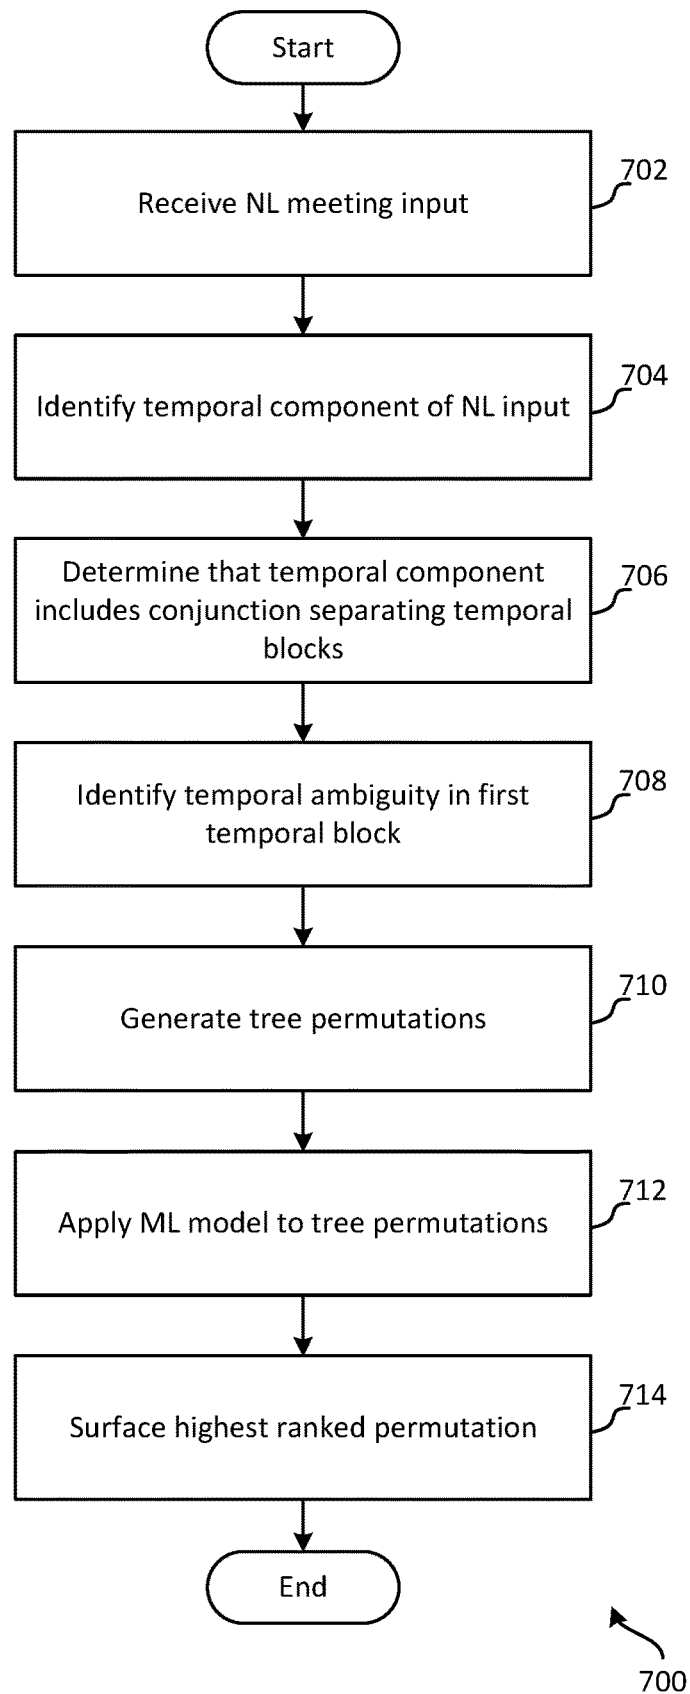 Start
Receive NL meeting input
702
Identify temporal component of NL input
704
Determine that temporal component
includes conjunction separating temporal
blocks
706
Identify temporal ambiguity in first
temporal block
708
Generate tree permutations
710
Apply ML model to tree permutations
712
Surface highest ranked permutation
714
End
700